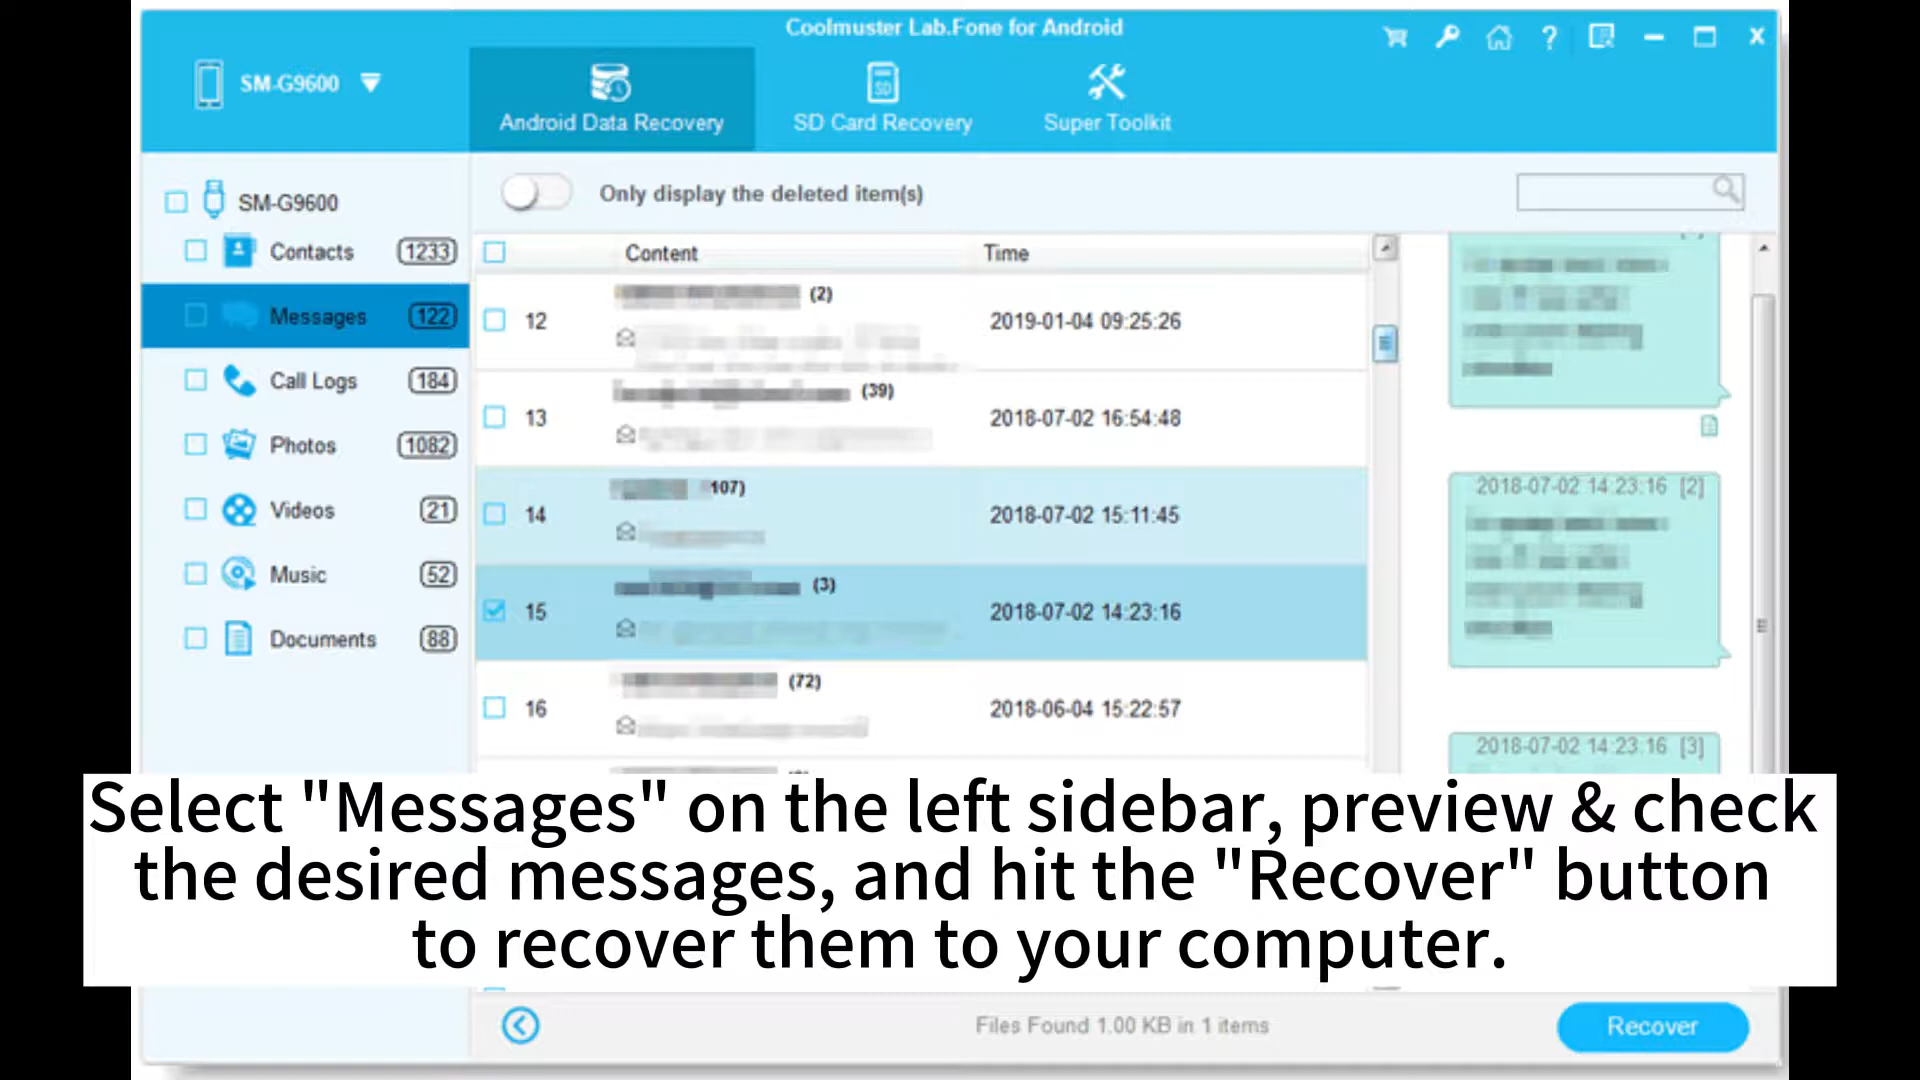 Coolmuster Lab.Fone for Android
SM-G9600
Android Data Recovery
SD
SD Card Recovery
Super Toolkit
SM-G9600
Contacts 1233
Messages 122
Call Logs 184
Photos 1082
Videos 21
Music 52
Documents 88
Only display the deleted item(s)
Content Time
(2)
12 2019-01-04 09:25:26
(39)
13 2018-07-02 16:54:48
107)
14 2018-07-02 15:11:45
(3)
15 2018-07-02 14:23:16
(72)
16 2018-06-04 15:22:57
2018-07-02 14:23:16 [2]
2018-07-02 14:23:16 [3]
Select "Messages" on the left sidebar, preview & check
the desired messages, and hit the "Recover" button
to recover them to your computer.
Files Found 1.00 KB in 1 items
Recover